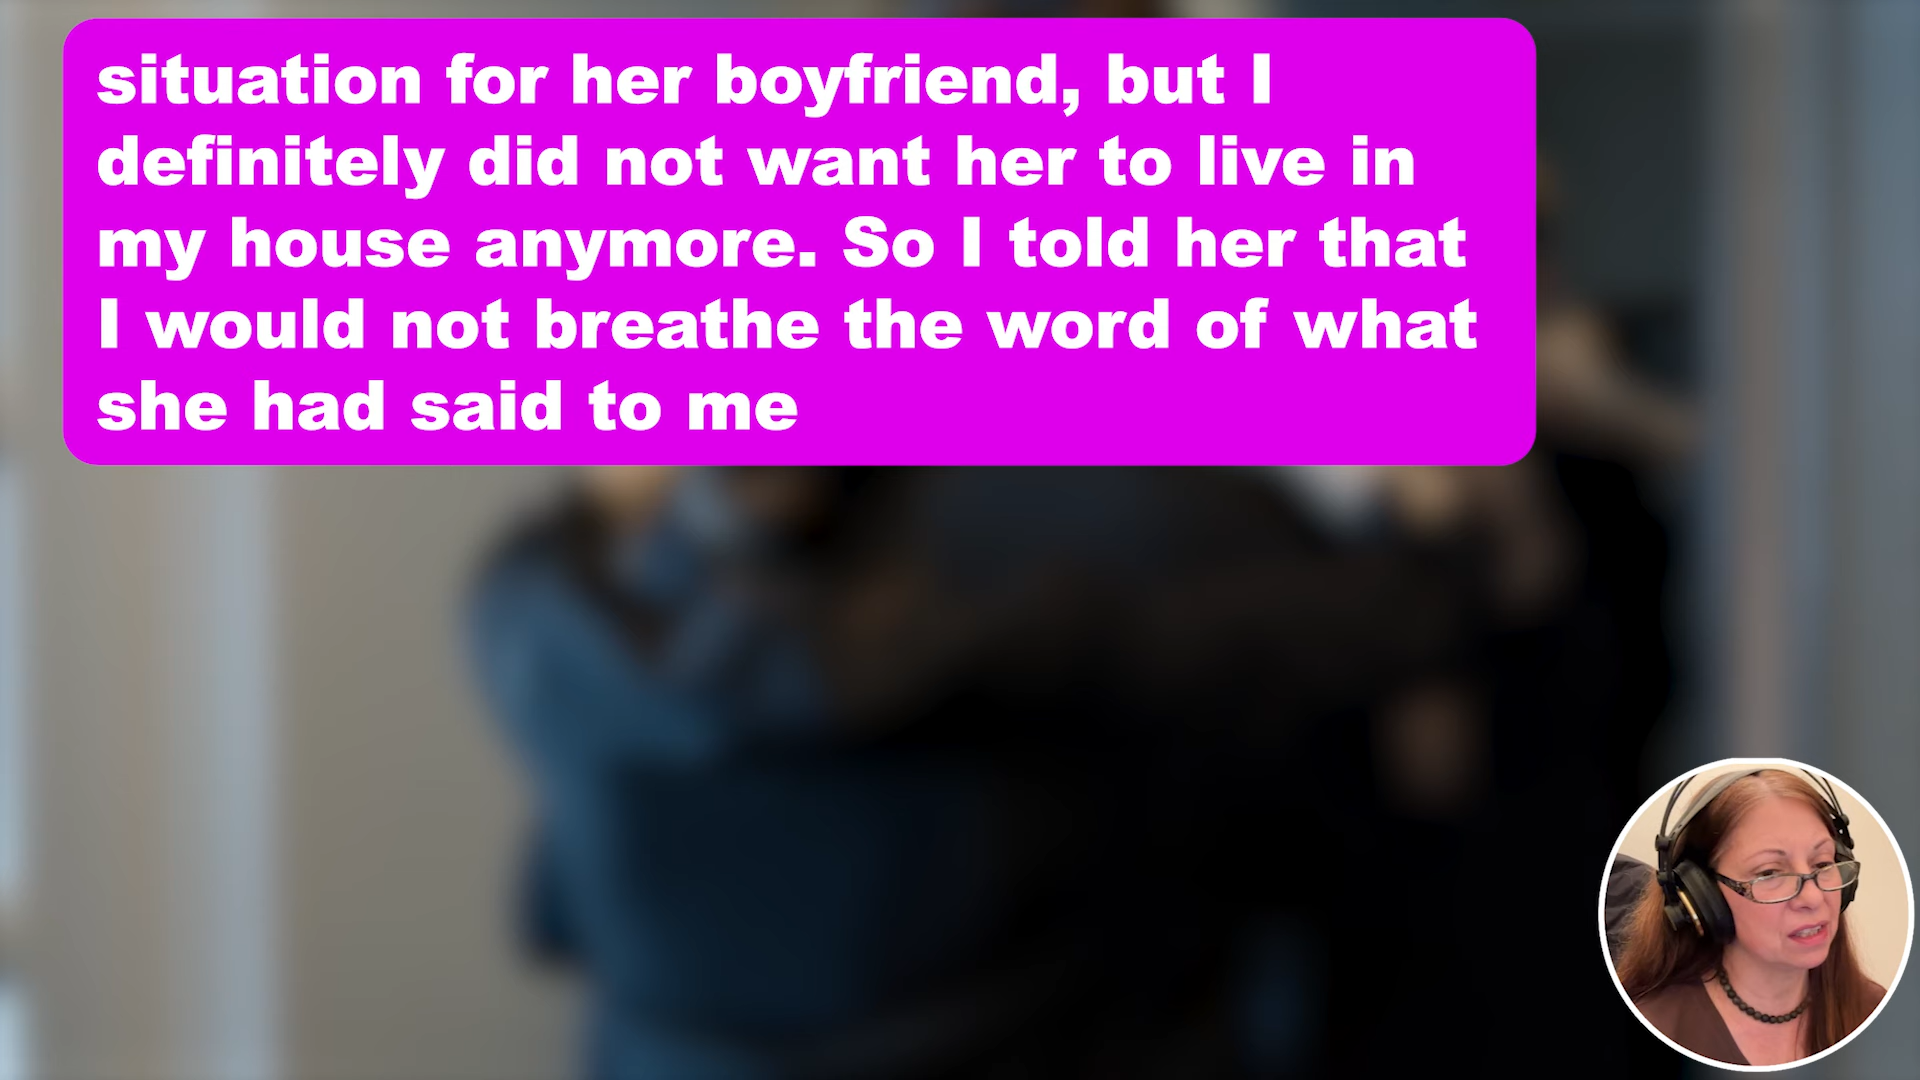 situation for her boyfriend, but I
definitely did not want her to live in
my house anymore. So I told her that
I would not breathe the word of what
she had said to me